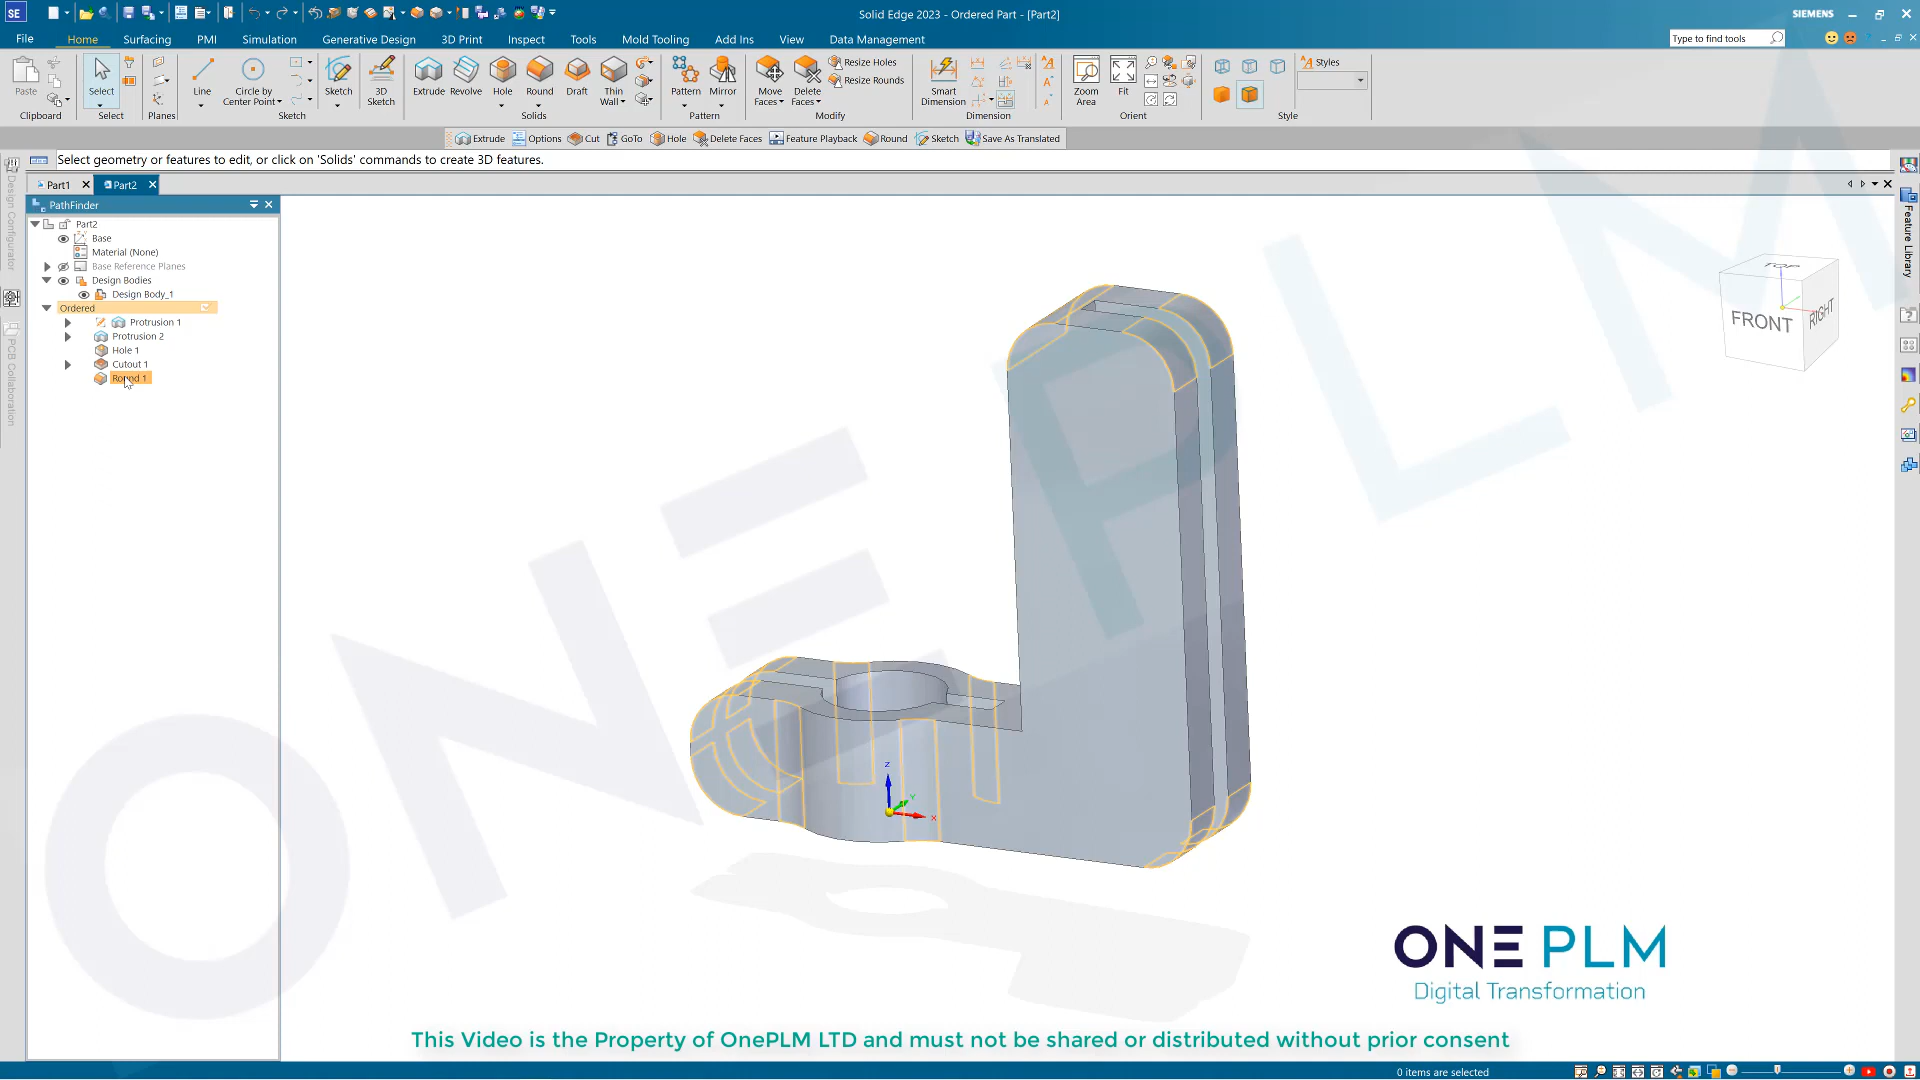 SE
Solid Edge 2023 - Ordered Part - [Part2]
SIEMENS
File Home Surfacing PMI Simulation Generative Design 3D Print Inspect Tools Mold Tooling Add Ins View Data Management
Type to find tools
Paste Select Line Circle by Center Point Sketch 3D Sketch Extrude Revolve Hole Round Draft Thin Wall Pattern Mirror Move Faces Delete Faces Resize Holes Resize Rounds Smart Dimension Zoom Area Fit Styles
Clipboard Select Planes Sketch Solids Pattern Modify Dimension Orient Style
Extrude Options Cut GoTo Hole Delete Faces Feature Playback Round Sketch Save As Translated
Select geometry or features to edit, or click on 'Solids' commands to create 3D features.
Part1 Part2
PathFinder
Part2
Base
Material (None)
Base Reference Planes
Design Bodies
Design Body_1
Ordered
Protrusion 1
Protrusion 2
Hole 1
Cutout 1
Round 1
Design Configurator
PCB Collaboration
Feature Library
TOP
FRONT
RIGHT
Z
Y
X
ONE PLM
ONE PLM
Digital Transformation
This Video is the Property of OnePLM LTD and must not be shared or distributed without prior consent
0 items are selected